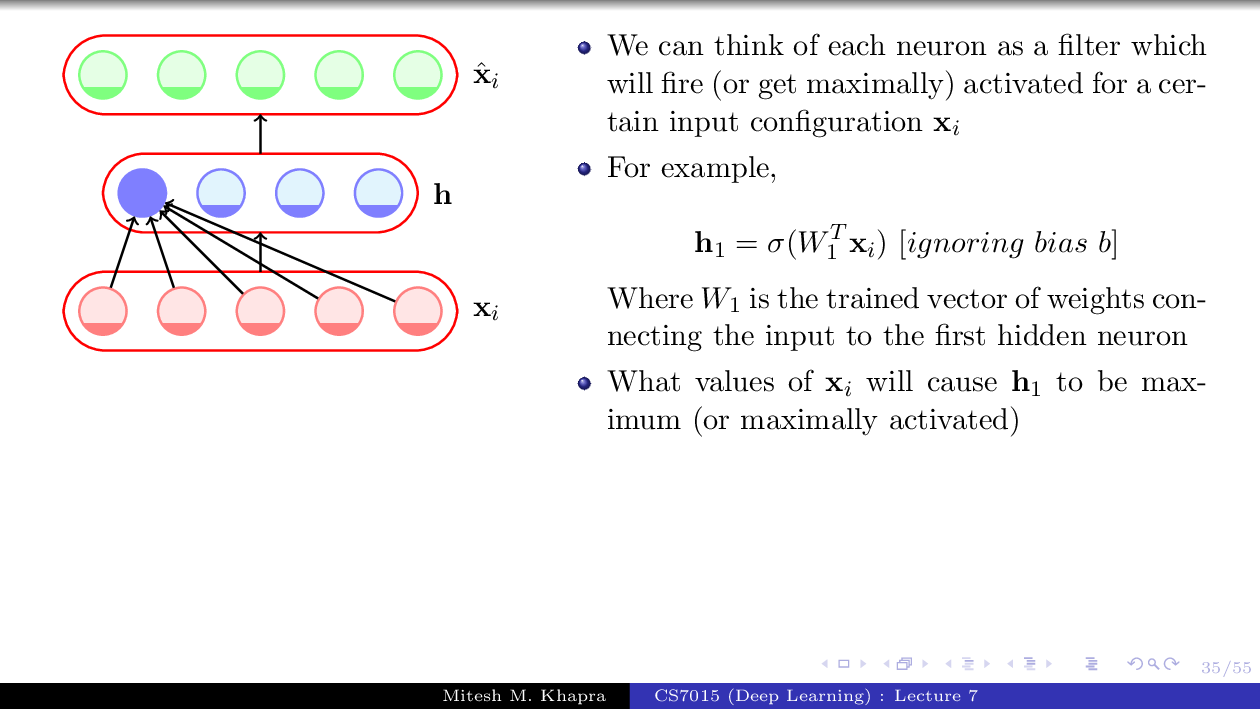 x̂ᵢ
h
xᵢ
We can think of each neuron as a filter which
will fire (or get maximally) activated for a cer-
tain input configuration xᵢ
For example,
h₁ = σ(W₁ᵀxᵢ) [ignoring bias b]
Where W₁ is the trained vector of weights con-
necting the input to the first hidden neuron
What values of xᵢ will cause h₁ to be max-
imum (or maximally activated)
35/55
Mitesh M. Khapra
CS7015 (Deep Learning) : Lecture 7